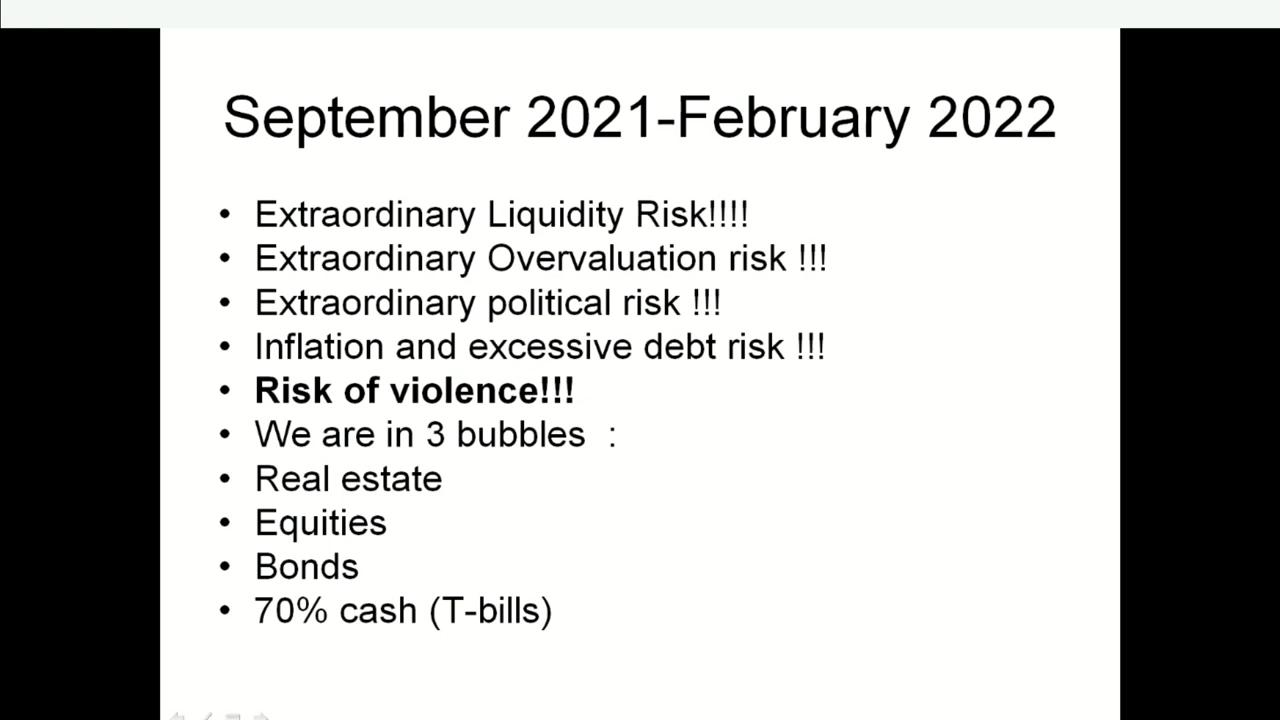 September 2021-February 2022
• Extraordinary Liquidity Risk!!!!
• Extraordinary Overvaluation risk !!!
• Extraordinary political risk !!!
• Inflation and excessive debt risk !!!
• Risk of violence!!!
• We are in 3 bubbles  :
• Real estate
• Equities
• Bonds
• 70% cash (T-bills)